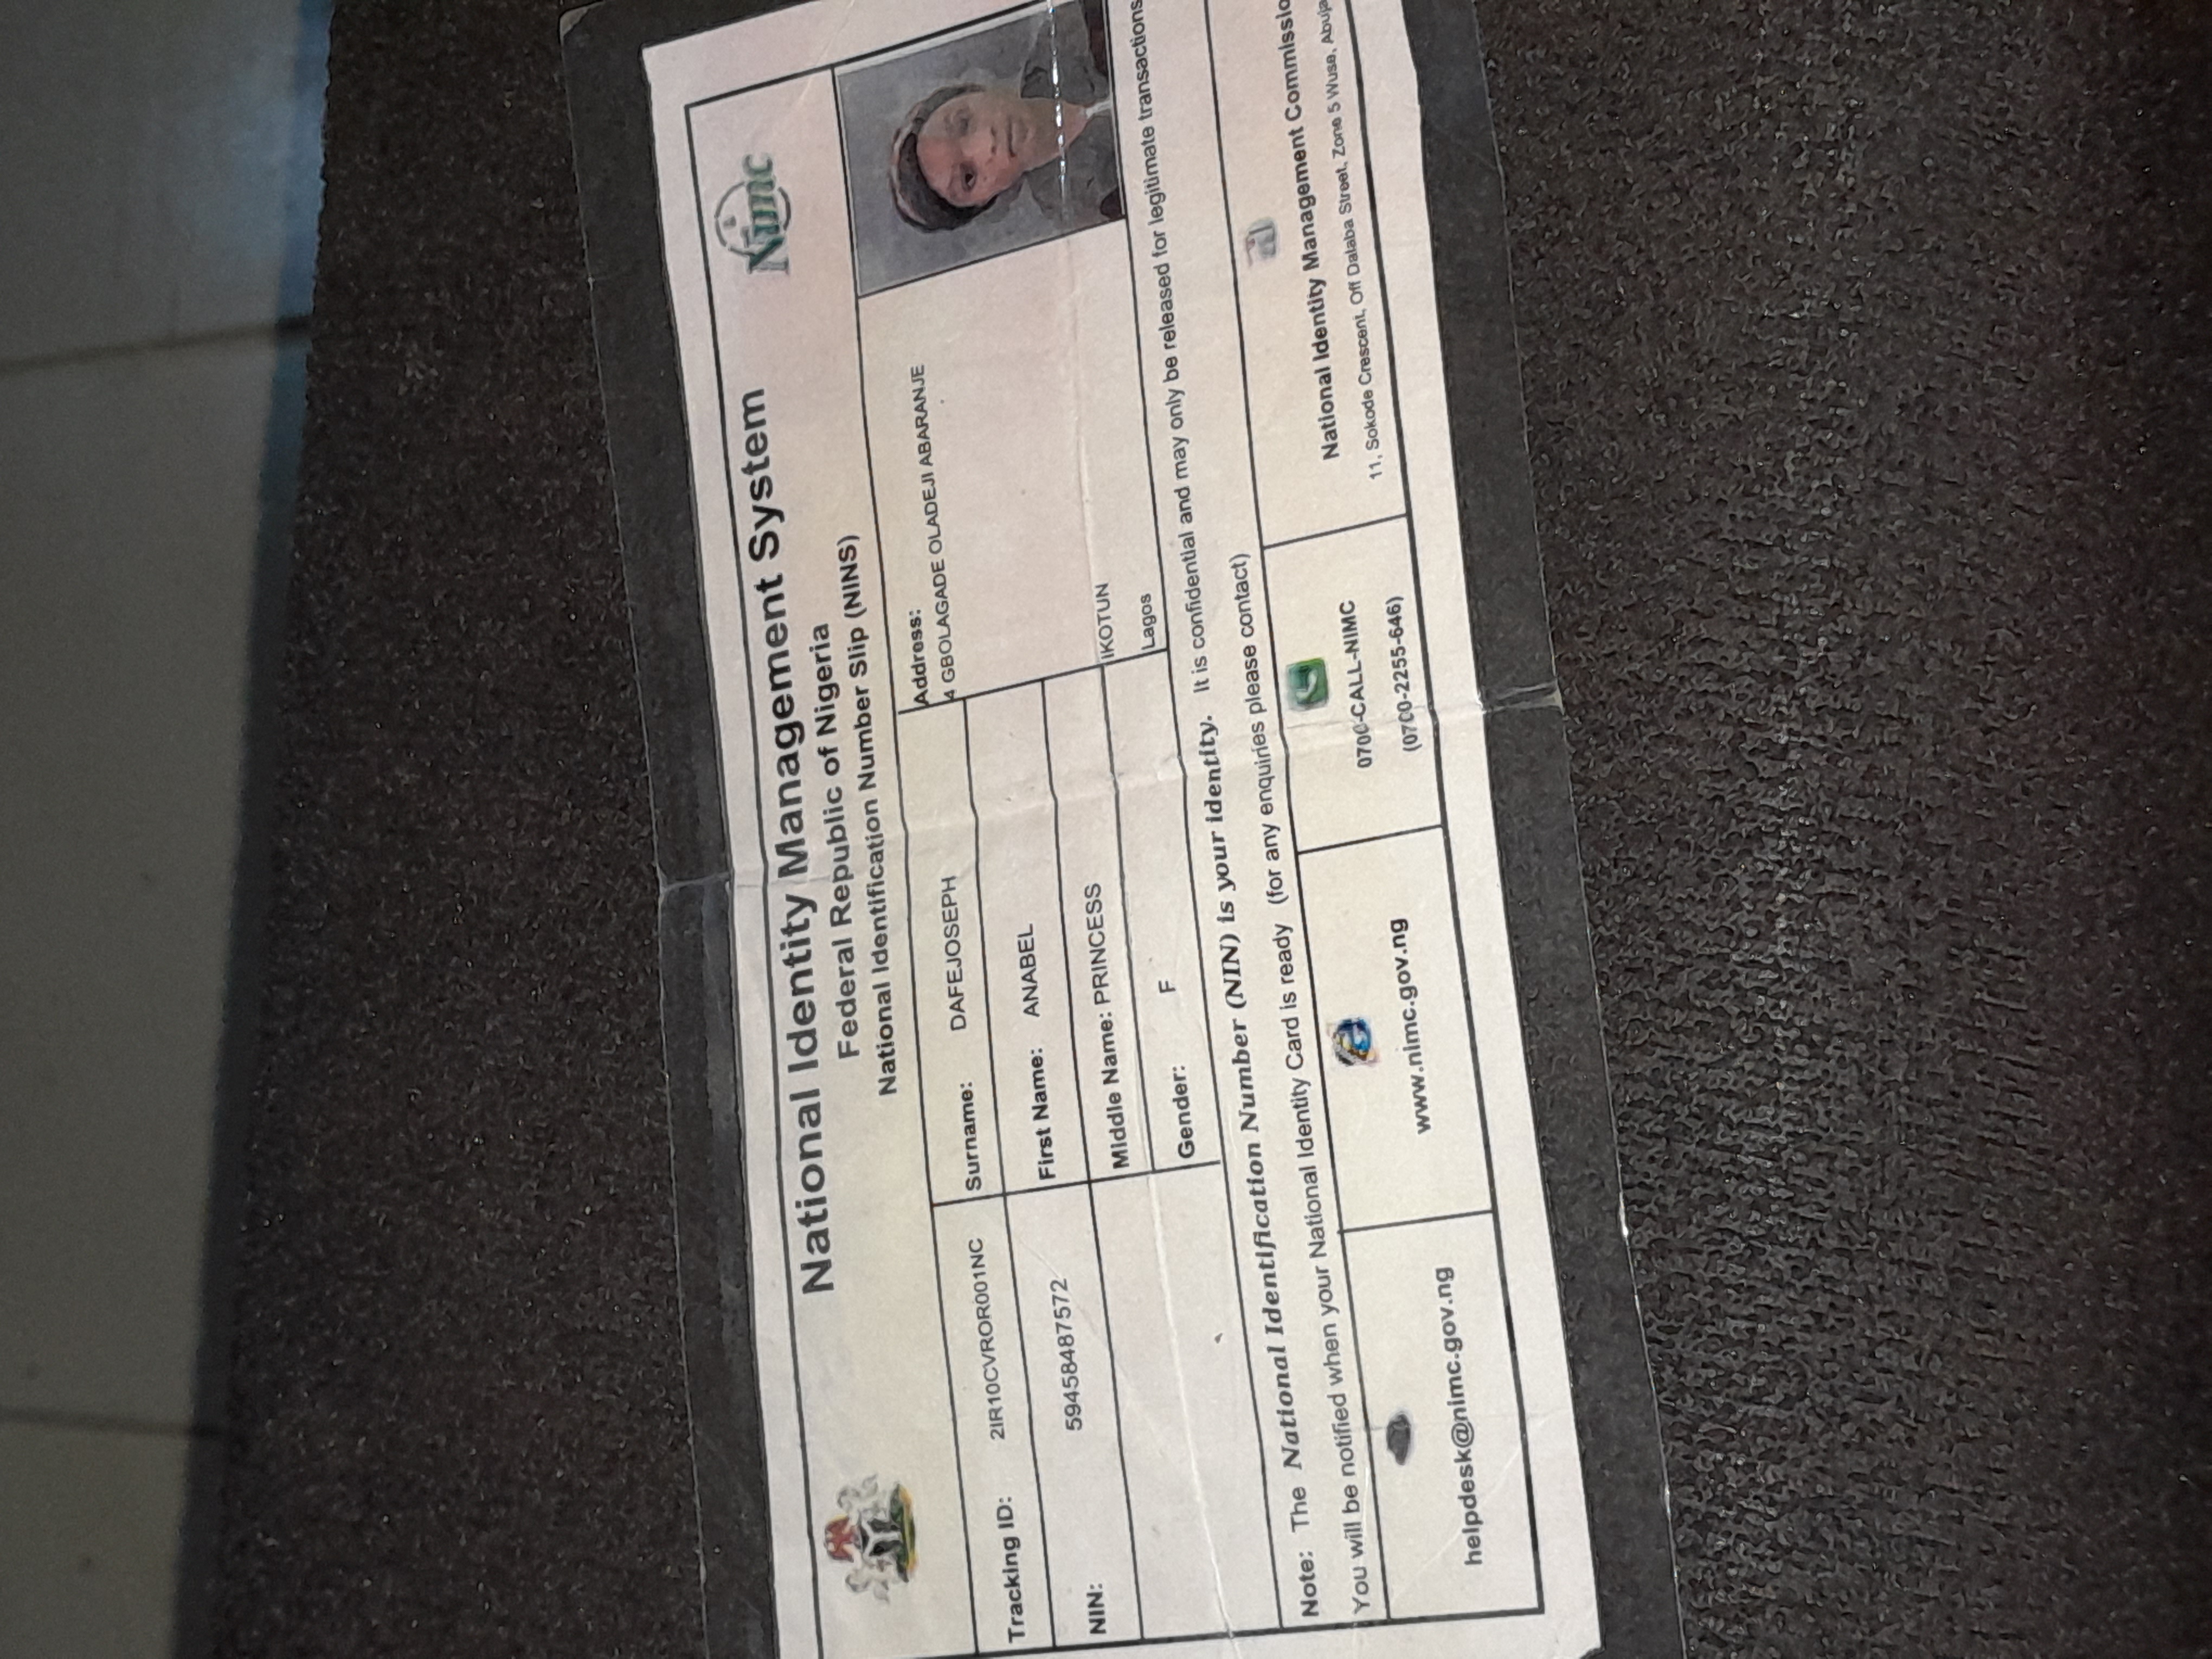 National Identity Management System
Federal Republic of Nigeria
National Identification Number Slip (NINS)
Nimc
Tracking ID: 2IR10CVROR001NC
Surname: DAFEJOSEPH
Address:
4 GBOLAGADE OLADEJI ABARANJE
NIN: 59458487572
First Name: ANABEL
Middle Name: PRINCESS
IKOTUN
Gender: F
Lagos
Note: The National Identification Number (NIN) is your identity. It is confidential and may only be released for legitimate transactions
You will be notified when your National Identity Card is ready (for any enquiries please contact)
helpdesk@nimc.gov.ng
www.nimc.gov.ng
0700-CALL-NIMC
(0700-2255-646)
National Identity Management Commissio
11, Sokode Crescent, Off Dalaba Street, Zone 5 Wuse, Abuja